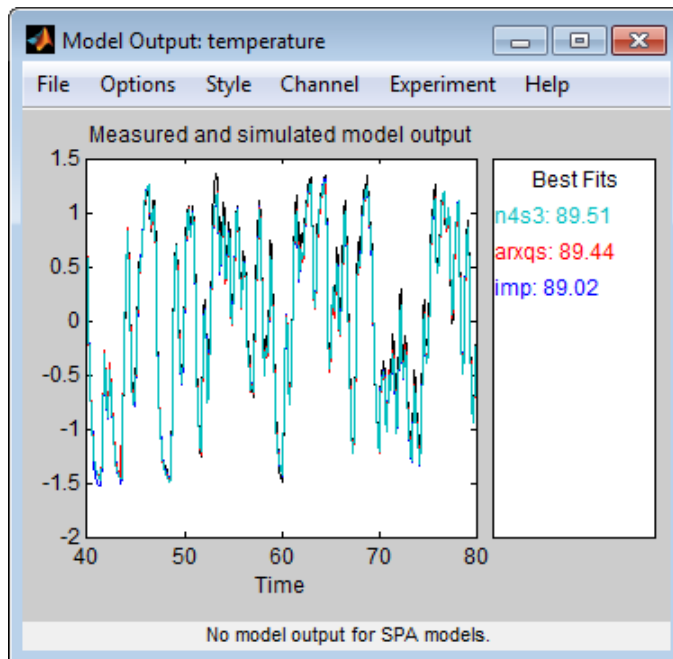 Model Output: temperature
File Options Style Channel Experiment Help
Measured and simulated model output
1.5
1
0.5
0
-0.5
-1
-1.5
-2
40 50 60 70 80
Time
Best Fits
n4s3: 89.51
arxqs: 89.44
imp: 89.02
No model output for SPA models.